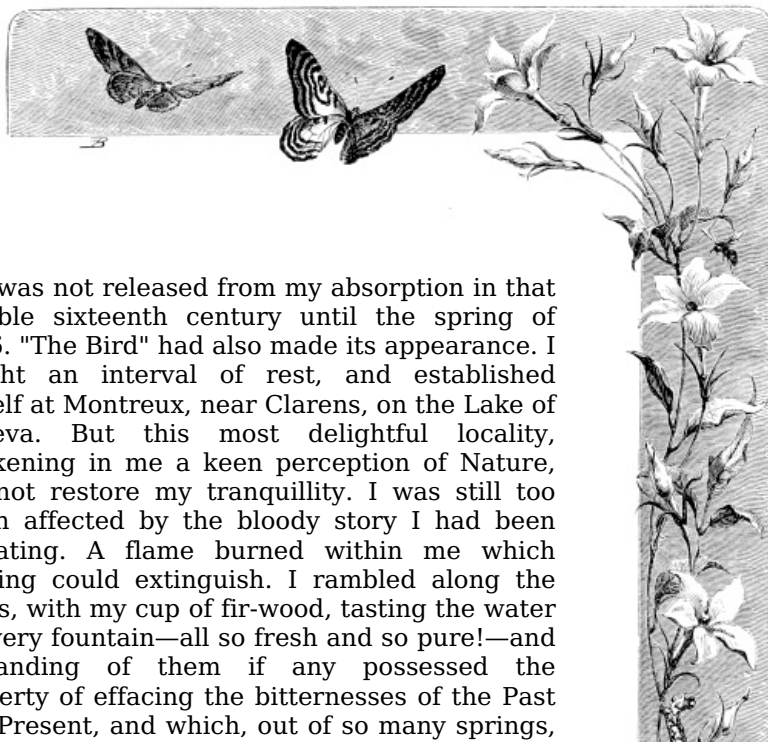 was not released from my absorption in that
ble sixteenth century until the spring of
"The Bird" had also made its appearance. I
ht an interval of rest, and established
elf at Montreux, near Clarens, on the Lake of
eva. But this most delightful locality,
kening in me a keen perception of Nature,
not restore my tranquillity. I was still too
affected by the bloody story I had been
ating. A flame burned within me which
ing could extinguish. I rambled along the
s, with my cup of fir-wood, tasting the water
very fountain—all so fresh and so pure!—and
anding of them if any possessed the
erty of effacing the bitternesses of the Past
Present, and which, out of so many springs,